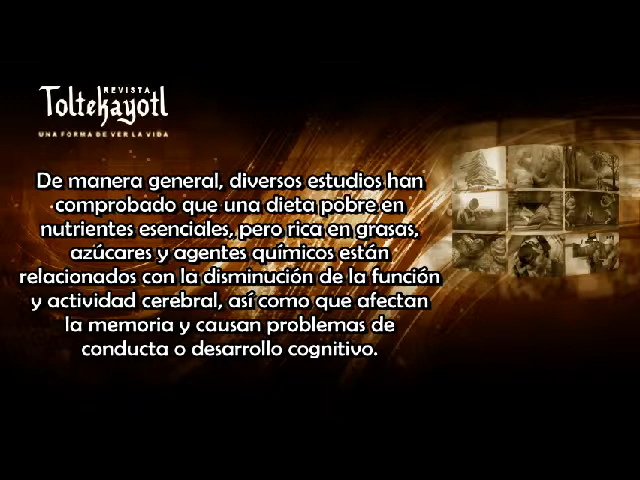 REVISTA
Toltekayotl
UNA FORMA DE VER LA VIDA
De manera general, diversos estudios han
comprobado que una dieta pobre en
nutrientes esenciales, pero rica en grasas,
azúcares y agentes químicos están
relacionados con la disminución de la función
y actividad cerebral, así como que afectan
la memoria y causan problemas de
conducta o desarrollo cognitivo.